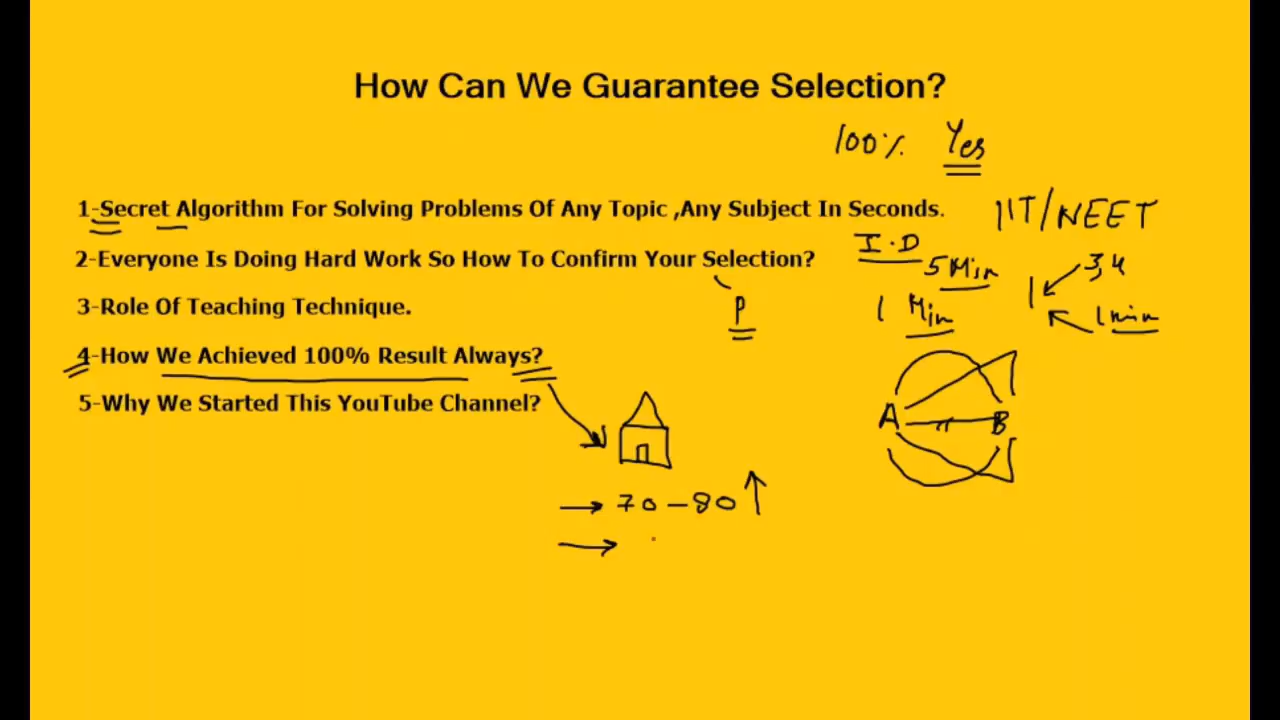 How Can We Guarantee Selection?
100% Yes
1-Secret Algorithm For Solving Problems Of Any Topic ,Any Subject In Seconds.
IIT/NEET
2-Everyone Is Doing Hard Work So How To Confirm Your Selection?
I.D
5 Min
3,4
3-Role Of Teaching Technique.
P
1 Min
1
1 min
4-How We Achieved 100% Result Always?
5-Why We Started This YouTube Channel?
A B
70-80